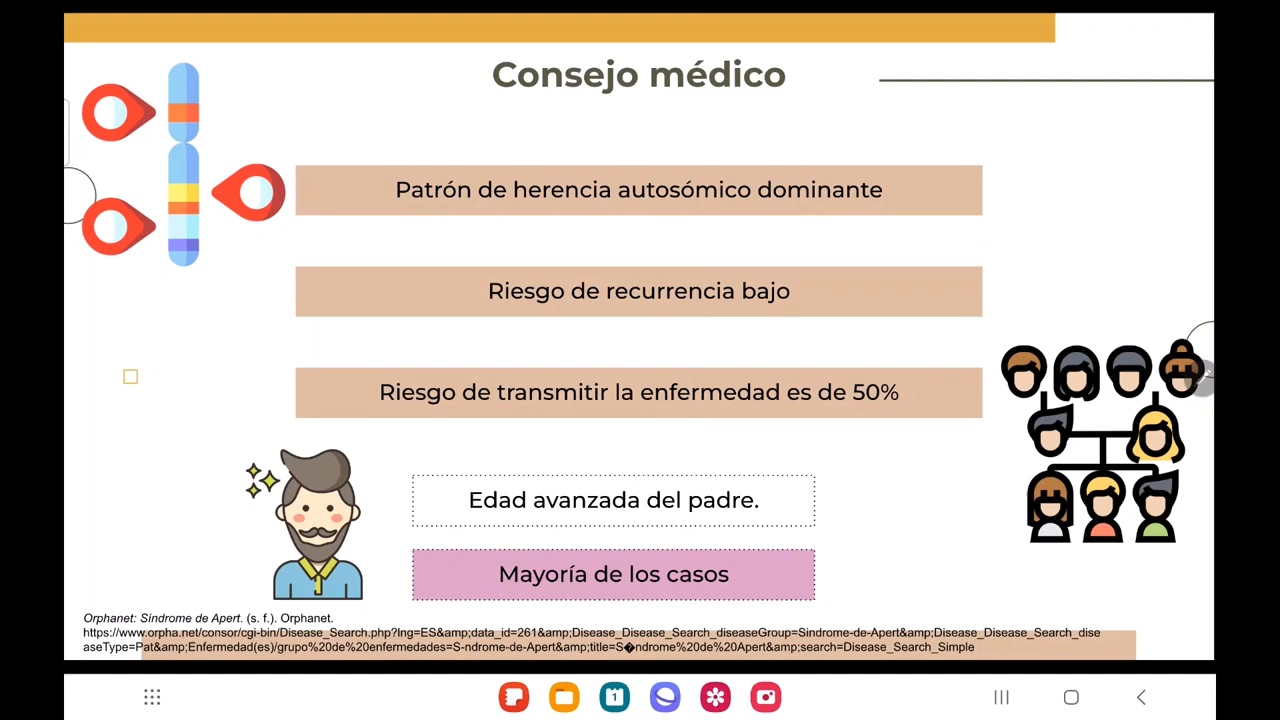 Consejo médico
Patrón de herencia autosómico dominante
Riesgo de recurrencia bajo
Riesgo de transmitir la enfermedad es de 50%
Edad avanzada del padre.
Mayoría de los casos
Orphanet: Síndrome de Apert. (s. f.). Orphanet.
https://www.orpha.net/consor/cgi-bin/Disease_Search.php?lng=ES&amp;data_id=261&amp;Disease_Disease_Search_diseaseGroup=Sindrome-de-Apert&amp;Disease_Disease_Search_dise
aseType=Pat&amp;Enfermedad(es)/grupo%20de%20enfermedades=S-ndrome-de-Apert&amp;title=S�ndrome%20de%20Apert&amp;search=Disease_Search_Simple
1